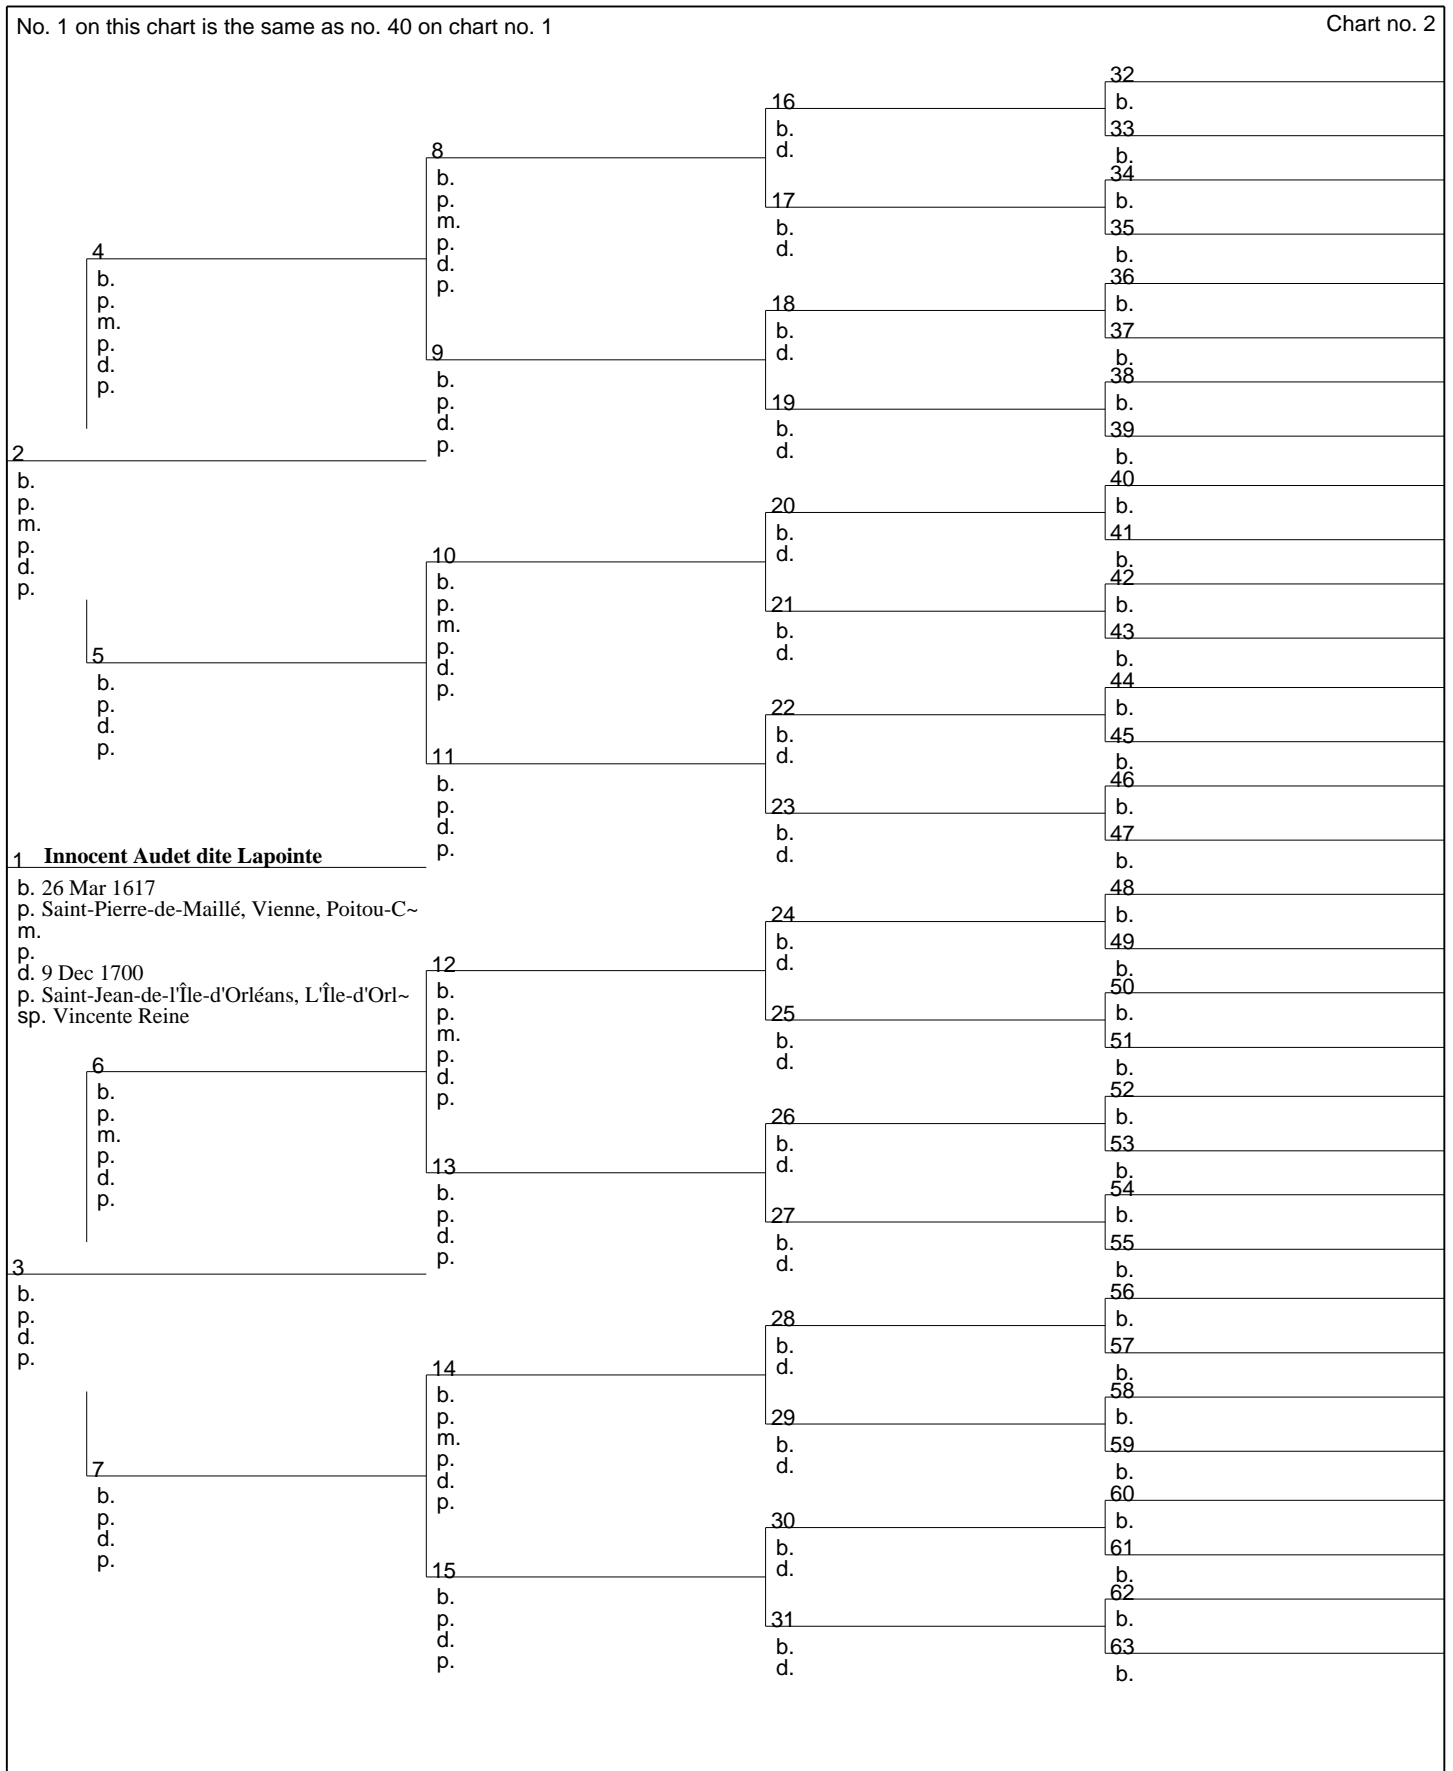 No. 1 on this chart is the same as no. 40 on chart no. 1
Chart no. 2
2
b.
p.
m.
p.
d.
p.
1 Innocent Audet dite Lapointe
b. 26 Mar 1617
p. Saint-Pierre-de-Maillé, Vienne, Poitou-C~
m.
p.
d. 9 Dec 1700
p. Saint-Jean-de-l'Île-d'Orléans, L'Île-d'Orl~
sp. Vincente Reine
3
b.
p.
d.
p.
4
b.
p.
m.
p.
d.
p.
5
b.
p.
d.
p.
6
b.
p.
m.
p.
d.
p.
7
b.
p.
d.
p.
8
b.
p.
m.
p.
d.
p.
9
b.
p.
d.
p.
10
b.
p.
m.
p.
d.
p.
11
b.
p.
d.
p.
12
b.
p.
m.
p.
d.
p.
13
b.
p.
d.
p.
14
b.
p.
m.
p.
d.
p.
15
b.
p.
d.
p.
16
b.
d.
17
b.
d.
18
b.
d.
19
b.
d.
20
b.
d.
21
b.
d.
22
b.
d.
23
b.
d.
24
b.
d.
25
b.
d.
26
b.
d.
27
b.
d.
28
b.
d.
29
b.
d.
30
b.
d.
31
b.
d.
32
b.
33
b.
34
b.
35
b.
36
b.
37
b.
38
b.
39
b.
40
b.
41
b.
42
b.
43
b.
44
b.
45
b.
46
b.
47
b.
48
b.
49
b.
50
b.
51
b.
52
b.
53
b.
54
b.
55
b.
56
b.
57
b.
58
b.
59
b.
60
b.
61
b.
62
b.
63
b.